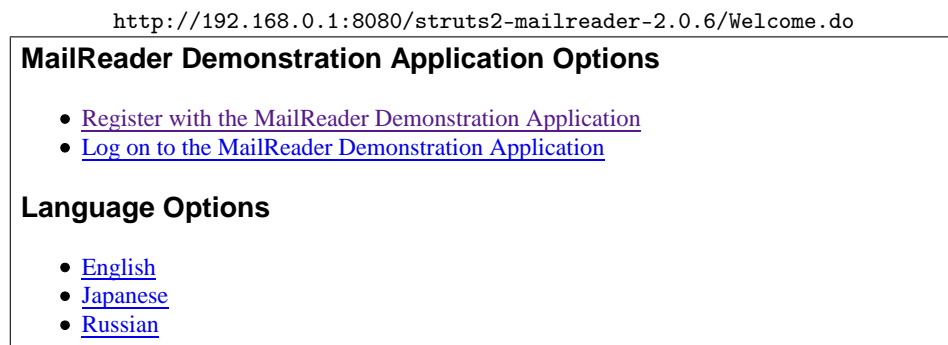 http://192.168.0.1:8080/struts2-mailreader-2.0.6/Welcome.do
MailReader Demonstration Application Options
Register with the MailReader Demonstration Application
Log on to the MailReader Demonstration Application
Language Options
English
Japanese
Russian